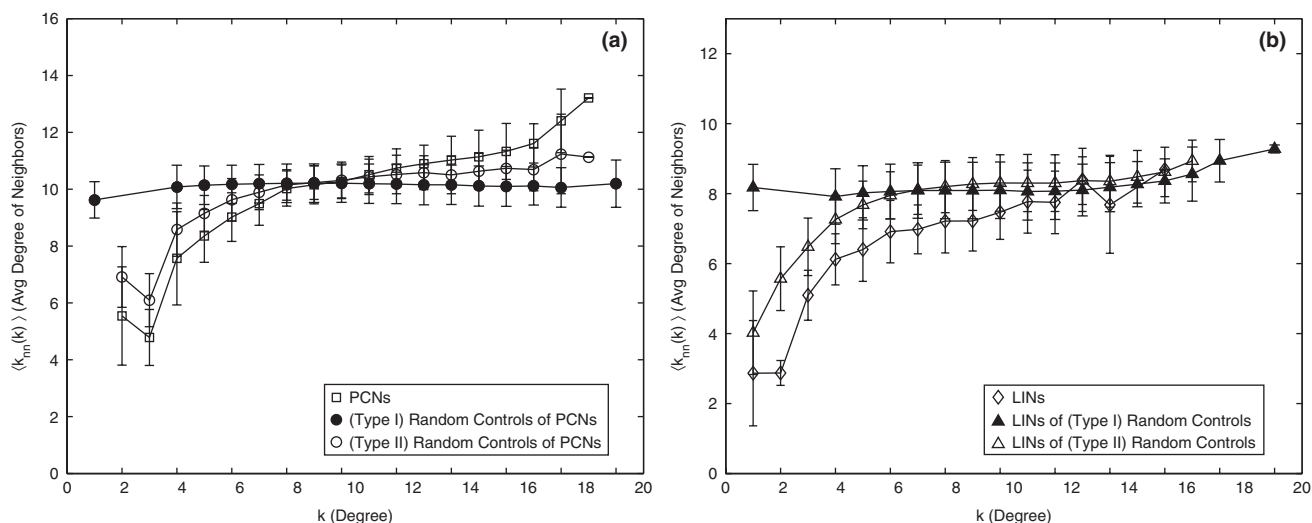 (a)
16
14
12
10
8
6
4
2
0
⟨k_nn(k) ⟩ (Avg Degree of Neighbors)
PCNs
(Type I) Random Controls of PCNs
(Type II) Random Controls of PCNs
0 2 4 6 8 10 12 14 16 18 20
k (Degree)
(b)
12
10
8
6
4
2
0
⟨k_nn(k) ⟩ (Avg Degree of Neighbors)
LINs
LINs of (Type I) Random Controls
LINs of (Type II) Random Controls
0 2 4 6 8 10 12 14 16 18 20
k (Degree)